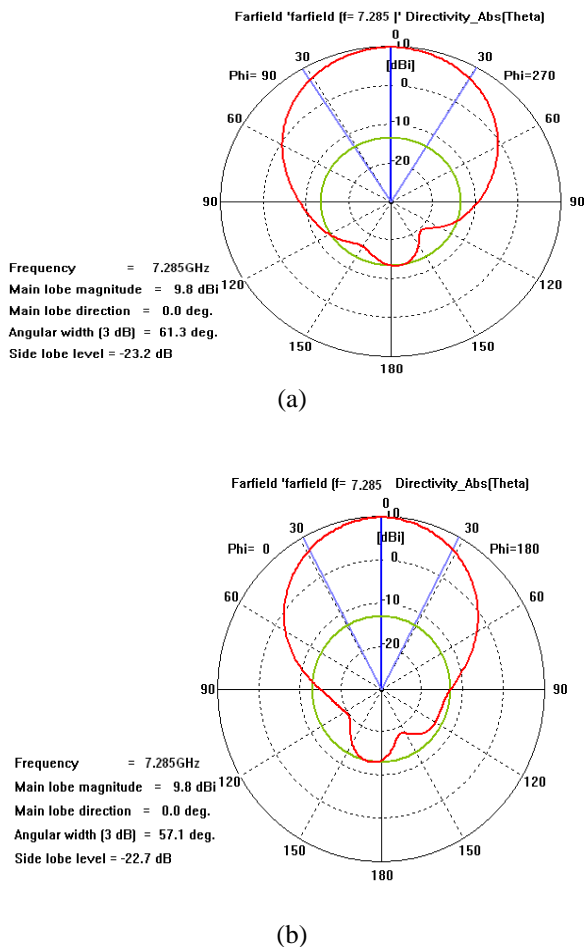 Farfield 'farfield (f= 7.285 |' Directivity_Abs(Theta)
0
30 10 30
[dBi]
Phi= 90 0 Phi=270
60 10 60
20
90 90
Frequency = 7.285GHz
120 120
Main lobe magnitude = 9.8 dBi
Main lobe direction = 0.0 deg.
Angular width (3 dB) = 61.3 deg.
150 150
Side lobe level = -23.2 dB
180
(a)
Farfield 'farfield (f= 7.285 Directivity_Abs(Theta)
0
30 10 30
[dBi]
Phi= 0 0 Phi=180
60 -10 60
-20
90 90
Frequency = 7.285GHz
120 120
Main lobe magnitude = 9.8 dBi
Main lobe direction = 0.0 deg.
Angular width (3 dB) = 57.1 deg.
150 150
Side lobe level = -22.7 dB
180
(b)